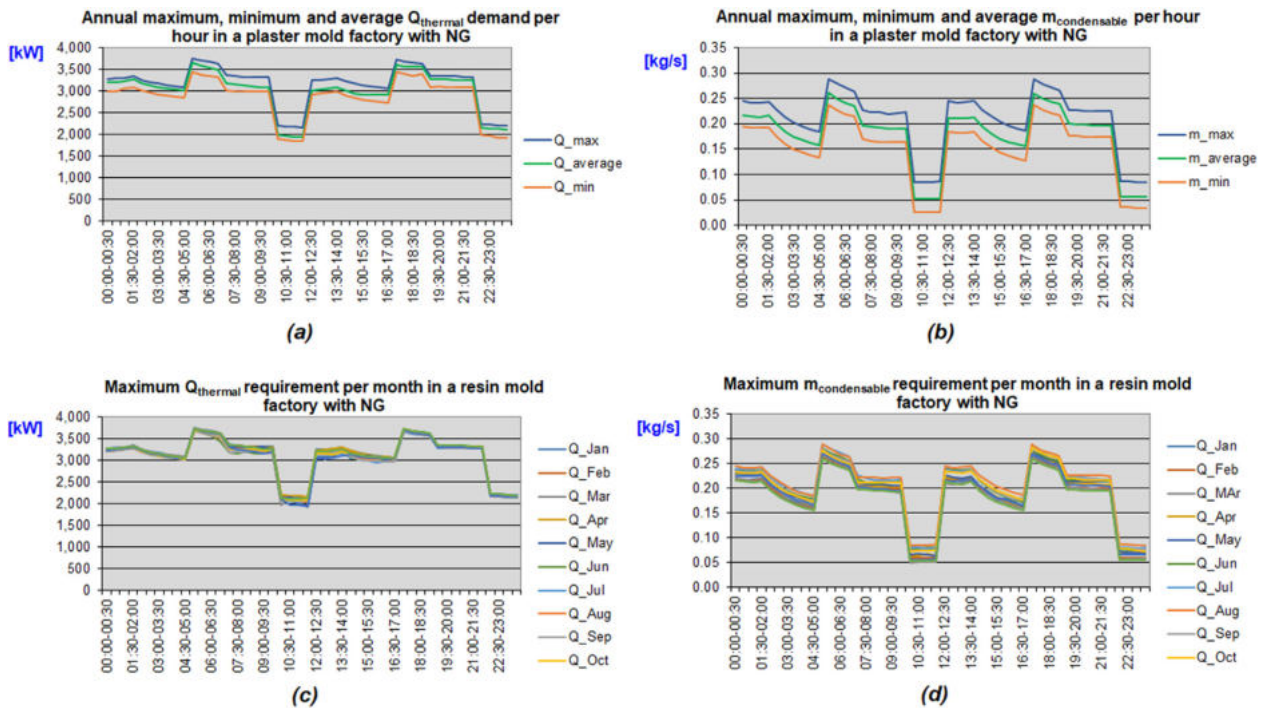 Annual maximum, minimum and average Qthermal demand per
hour in a plaster mold factory with NG
[kW]
4,000
3,500
3,000
2,500
2,000
1,500
1,000
500
0
Q_max
Q_average
Q_min
00:00-00:30
01:30-02:00
03:00-03:30
04:30-05:00
06:00-06:30
07:30-08:00
09:00-09:30
10:30-11:00
12:00-12:30
13:30-14:00
15:00-15:30
16:30-17:00
18:00-18:30
19:30-20:00
21:00-21:30
22:30-23:00
(a)
Annual maximum, minimum and average mcondensable per hour
in a plaster mold factory with NG
[kg/s]
0.35
0.30
0.25
0.20
0.15
0.10
0.05
0.00
m_max
m_average
m_min
00:00-00:30
01:30-02:00
03:00-03:30
04:30-05:00
06:00-06:30
07:30-08:00
09:00-09:30
10:30-11:00
12:00-12:30
13:30-14:00
15:00-15:30
16:30-17:00
18:00-18:30
19:30-20:00
21:00-21:30
22:30-23:00
(b)
Maximum Qthermal requirement per month in a resin mold
factory with NG
[kW]
4,000
3,500
3,000
2,500
2,000
1,500
1,000
500
0
Q_Jan
Q_Feb
Q_Mar
Q_Apr
Q_May
Q_Jun
Q_Jul
Q_Aug
Q_Sep
Q_Oct
00:00-00:30
01:30-02:00
03:00-03:30
04:30-05:00
06:00-06:30
07:30-08:00
09:00-09:30
10:30-11:00
12:00-12:30
13:30-14:00
15:00-15:30
16:30-17:00
18:00-18:30
19:30-20:00
21:00-21:30
22:30-23:00
(c)
Maximum mcondensable requirement per month in a resin mold
factory with NG
[kg/s]
0.35
0.30
0.25
0.20
0.15
0.10
0.05
0.00
Q_Jan
Q_Feb
Q_MAr
Q_Apr
Q_May
Q_Jun
Q_Jul
Q_Aug
Q_Sep
Q_Oct
00:00-00:30
01:30-02:00
03:00-03:30
04:30-05:00
06:00-06:30
07:30-08:00
09:00-09:30
10:30-11:00
12:00-12:30
13:30-14:00
15:00-15:30
16:30-17:00
18:00-18:30
19:30-20:00
21:00-21:30
22:30-23:00
(d)